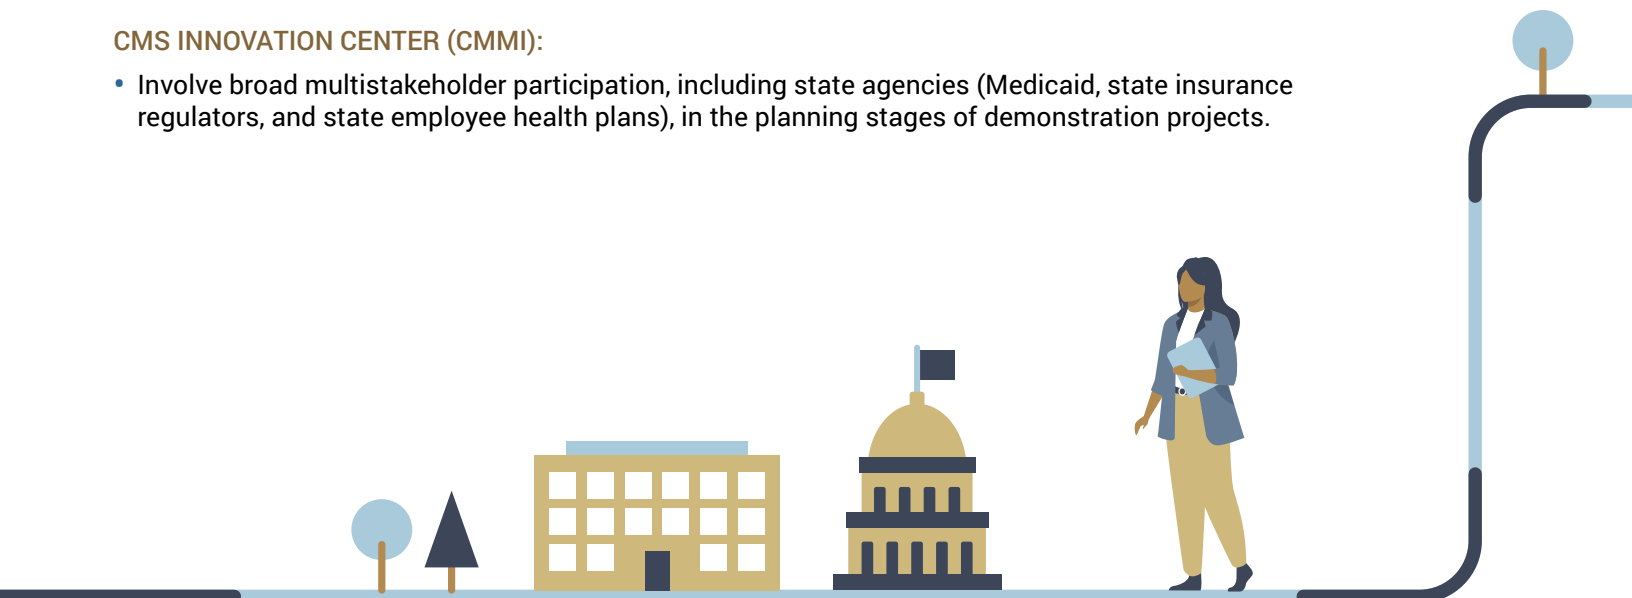 CMS INNOVATION CENTER (CMMI):
• Involve broad multistakeholder participation, including state agencies (Medicaid, state insurance
regulators, and state employee health plans), in the planning stages of demonstration projects.